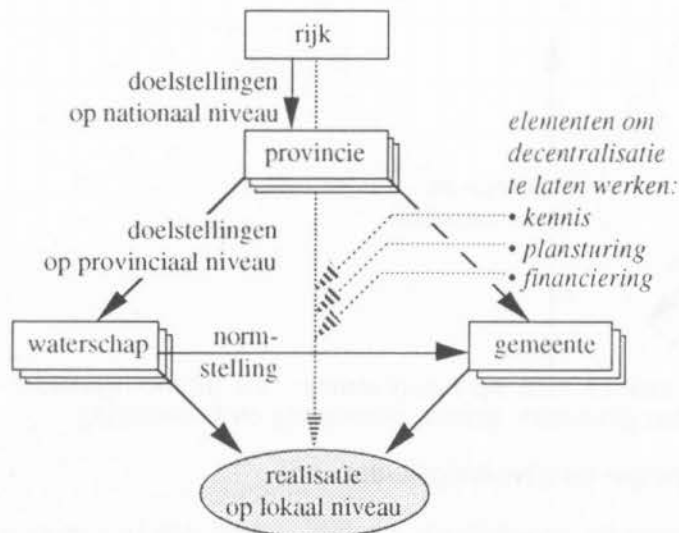 rijk
doelstellingen
op nationaal niveau
provincie
elementen om
decentralisatie
te laten werken:
• kennis
• plansturing
• financiering
doelstellingen
op provinciaal niveau
waterschap
norm-
stelling
gemeente
realisatie
op lokaal niveau